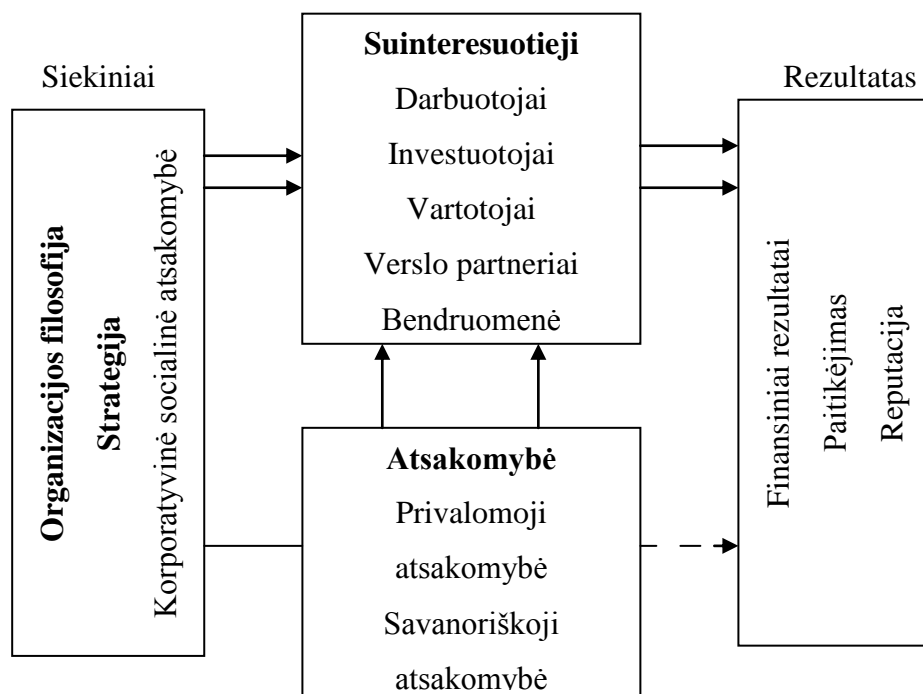 Siekiniai
Organizacijos filosofija
Strategija
Korporatyvinė socialinė atsakomybė
Suinteresuotieji
Darbuotojai
Investuotojai
Vartotojai
Verslo partneriai
Bendruomenė
Atsakomybė
Privalomoji
atsakomybė
Savanoriškoji
atsakomybė
Rezultatas
Finansiniai rezultatai
Paitikėjimas
Reputacija